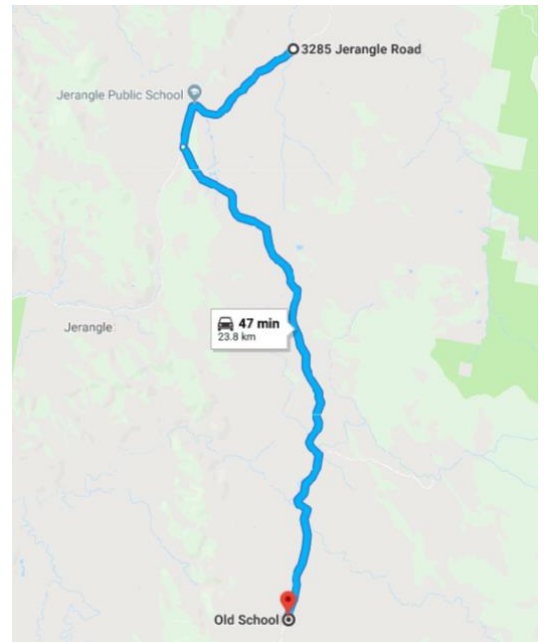 3285 Jerangle Road
Jerangle Public School
47 min
23.8 km
Jerangle
Old School